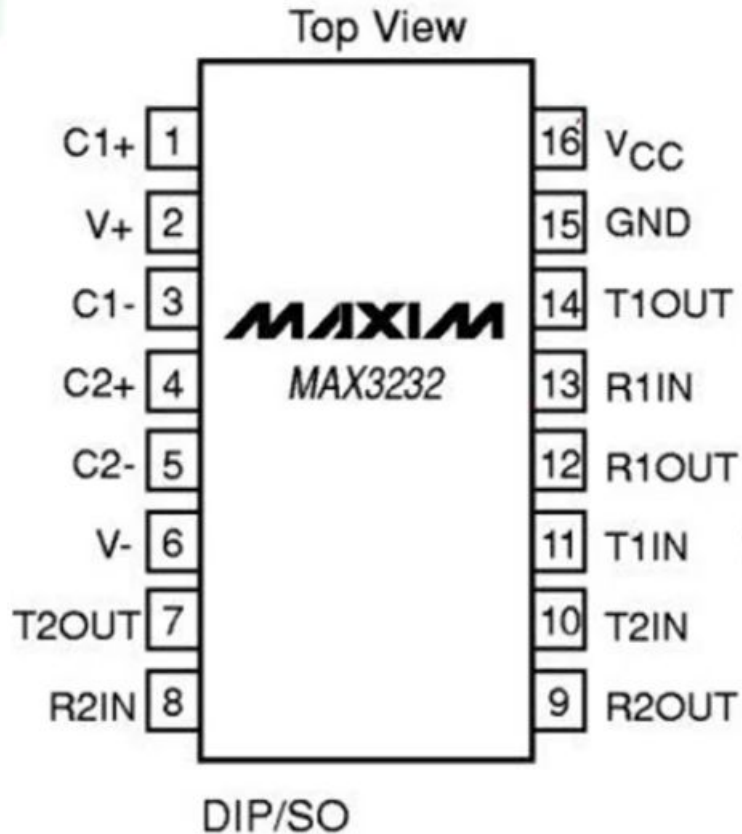 Top View
C1+ 1 16 VCC
V+ 2 15 GND
C1- 3 14 T1OUT
MAXIM
C2+ 4 MAX3232 13 R1IN
C2- 5 12 R1OUT
V- 6 11 T1IN
T2OUT 7 10 T2IN
R2IN 8 9 R2OUT
DIP/SO